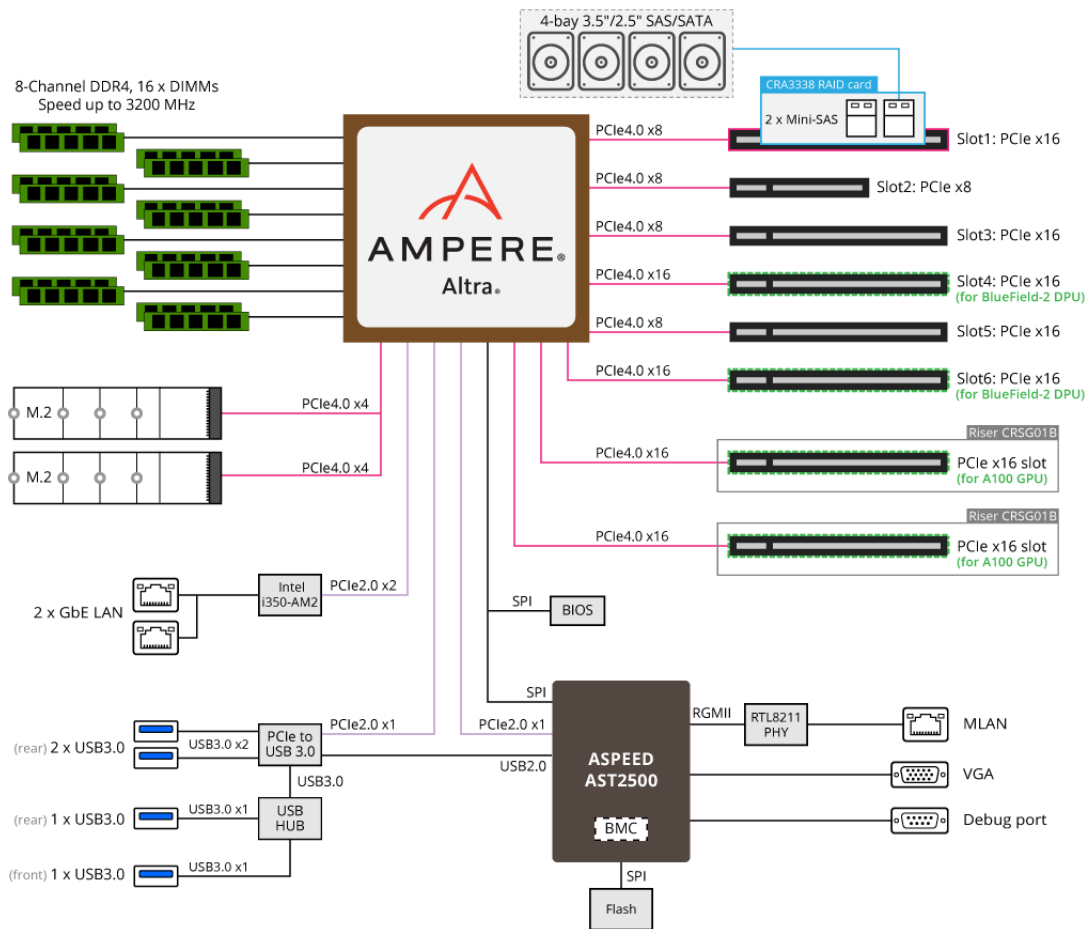 4-bay 3.5"/2.5" SAS/SATA
8-Channel DDR4, 16 x DIMMs
Speed up to 3200 MHz
CRA3338 RAID card
2 x Mini-SAS
PCIe4.0 x8
Slot1: PCIe x16
PCIe4.0 x8
Slot2: PCIe x8
PCIe4.0 x8
Slot3: PCIe x16
AMPERE®
Altra®
PCIe4.0 x16
Slot4: PCIe x16
(for BlueField-2 DPU)
PCIe4.0 x8
Slot5: PCIe x16
PCIe4.0 x16
Slot6: PCIe x16
(for BlueField-2 DPU)
M.2
PCIe4.0 x4
M.2
PCIe4.0 x4
Riser CRSG01B
PCIe4.0 x16
PCIe x16 slot
(for A100 GPU)
Riser CRSG01B
PCIe4.0 x16
PCIe x16 slot
(for A100 GPU)
2 x GbE LAN
Intel
i350-AM2
PCIe2.0 x2
SPI
BIOS
SPI
(rear) 2 x USB3.0
USB3.0 x2
PCIe to
USB 3.0
PCIe2.0 x1
PCIe2.0 x1
USB2.0
USB3.0
(rear) 1 x USB3.0
USB3.0 x1
USB
HUB
(front) 1 x USB3.0
USB3.0 x1
ASPEED
AST2500
BMC
SPI
Flash
RGMII
RTL8211
PHY
MLAN
VGA
Debug port